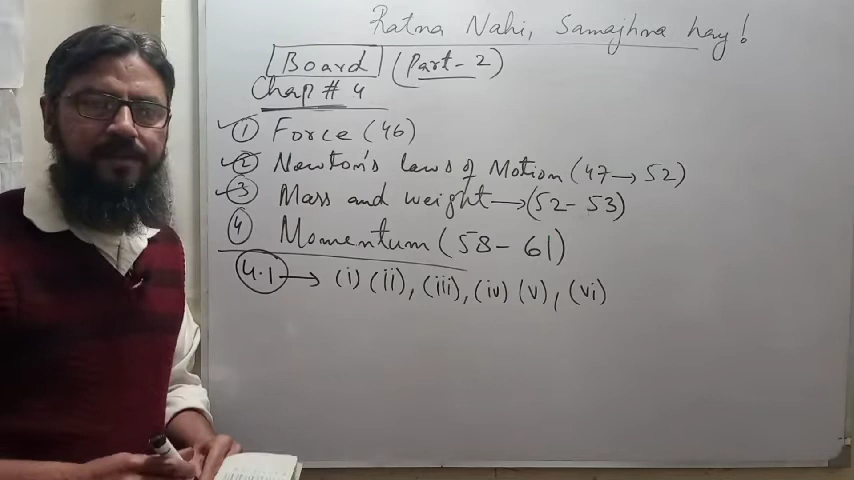 Ratna Nahi, Samajhna hay!
Board (Part-2)
Chap # 4
① Force (46)
② Newton's laws of Motion (47 → 52)
③ Mass and weight → (52 - 53)
④ Momentum (58 - 61)
4.1 → (i) (ii), (iii), (iv) (v), (vi)